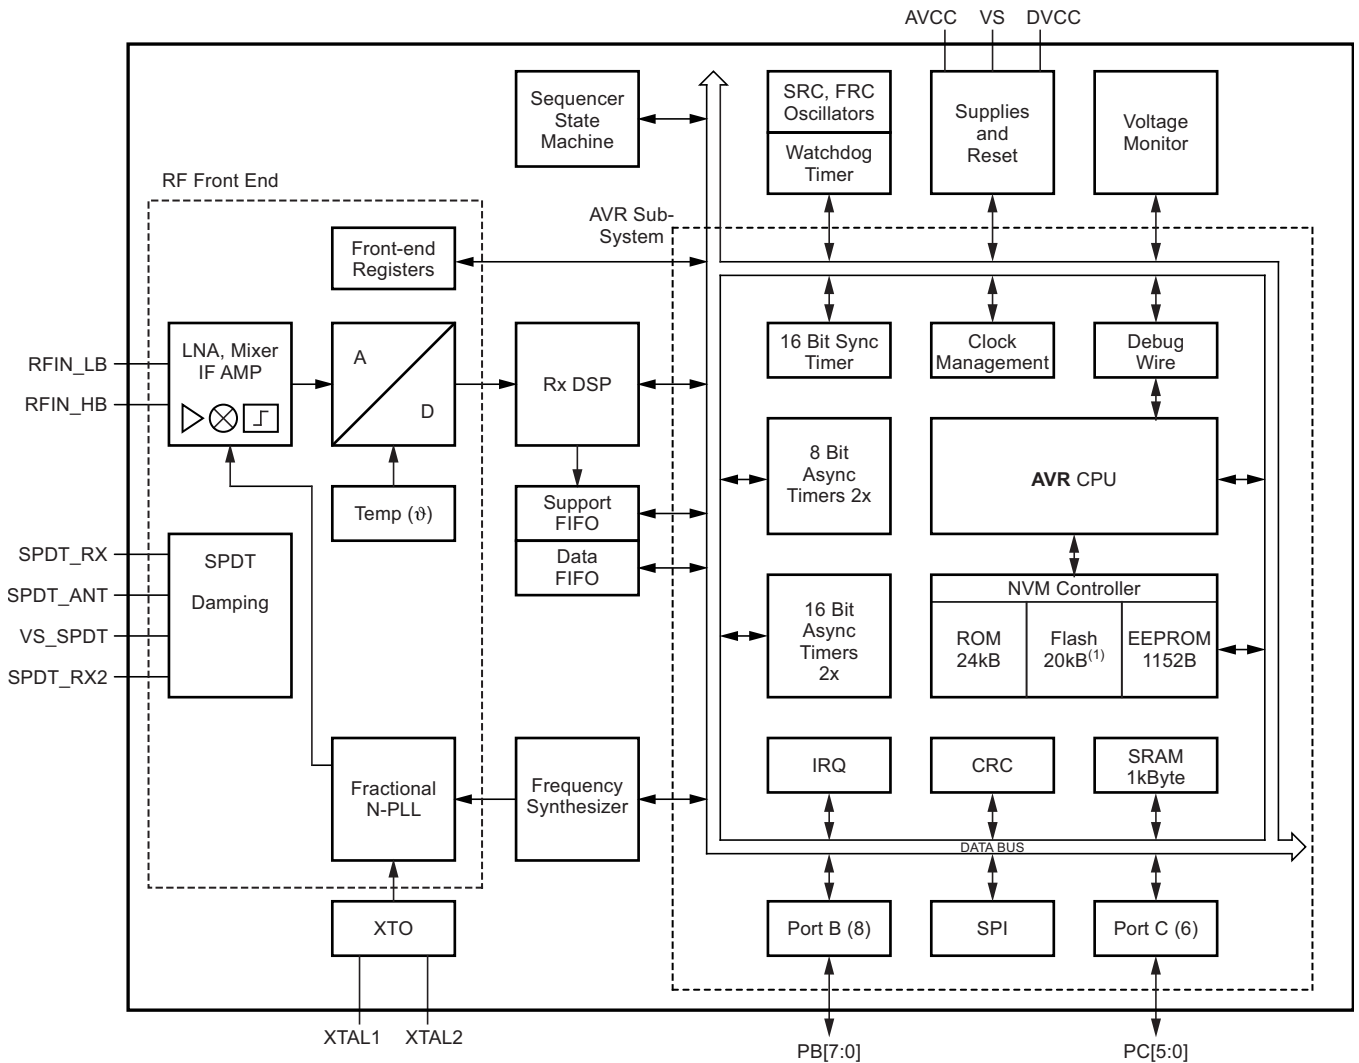 AVCC VS DVCC
Sequencer
State
Machine
SRC, FRC
Oscillators
Watchdog
Timer
Supplies
and
Reset
Voltage
Monitor
RF Front End
AVR Sub-
System
Front-end
Registers
RFIN_LB
RFIN_HB
LNA, Mixer
IF AMP
A
D
Rx DSP
16 Bit Sync
Timer
Clock
Management
Debug
Wire
Temp (ϑ)
Support
FIFO
Data
FIFO
8 Bit
Async
Timers 2x
AVR CPU
SPDT_RX
SPDT_ANT
VS_SPDT
SPDT_RX2
SPDT
Damping
16 Bit
Async
Timers
2x
NVM Controller
ROM
24kB
Flash
20kB(1)
EEPROM
1152B
Fractional
N-PLL
Frequency
Synthesizer
IRQ
CRC
SRAM
1kByte
DATA BUS
XTO
Port B (8)
SPI
Port C (6)
XTAL1 XTAL2
PB[7:0]
PC[5:0]